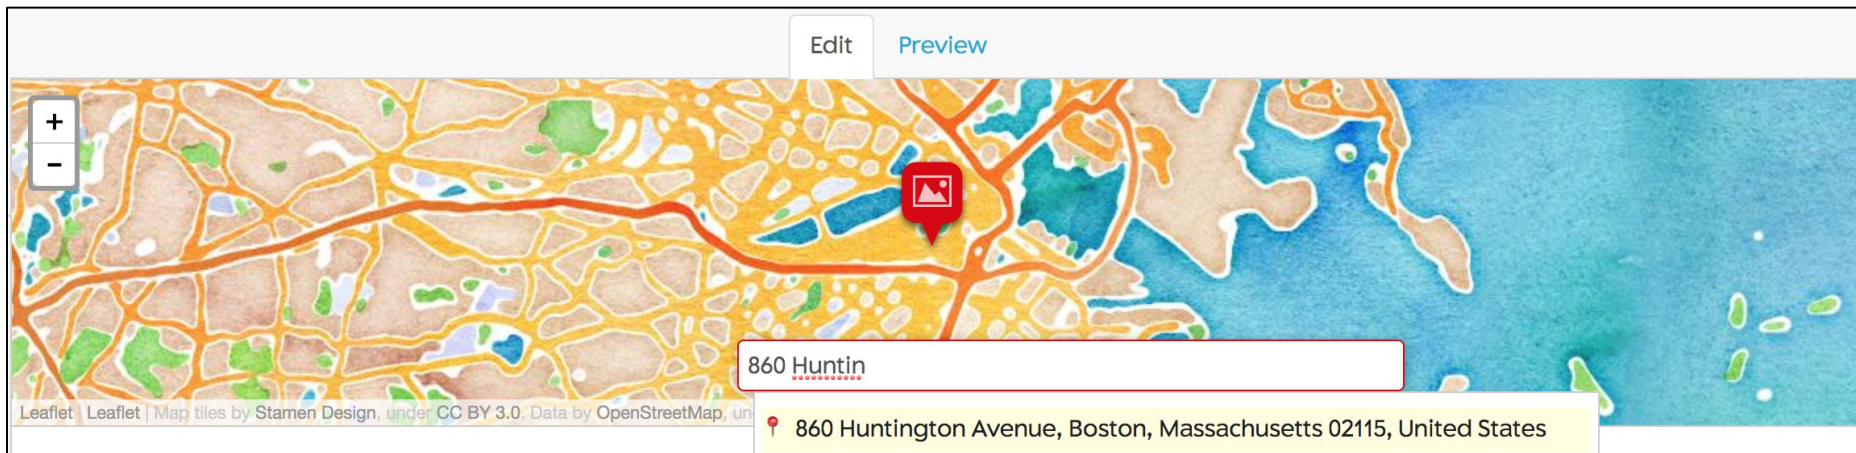 Edit Preview
+
-
860 Huntin
Leaflet | Leaflet | Map tiles by Stamen Design, under CC BY 3.0. Data by OpenStreetMap, un
860 Huntington Avenue, Boston, Massachusetts 02115, United States